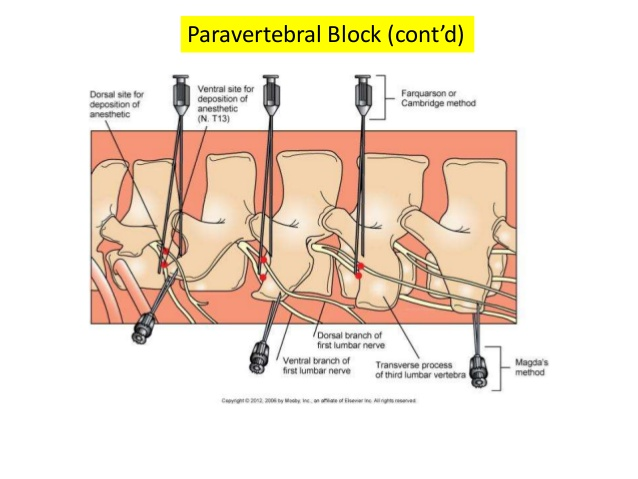 Paravertebral Block (cont’d)
Dorsal site for
deposition of
anesthetic
Ventral site for
deposition of
anesthetic
(N. T13)
Farquarson or
Cambridge method
Dorsal branch of
first lumbar nerve
Ventral branch of
first lumbar nerve
Transverse process
of third lumbar vertebra
Magda's
method
Copyright © 2012, 2006 by Mosby, Inc., an affiliate of Elsevier Inc. All rights reserved.